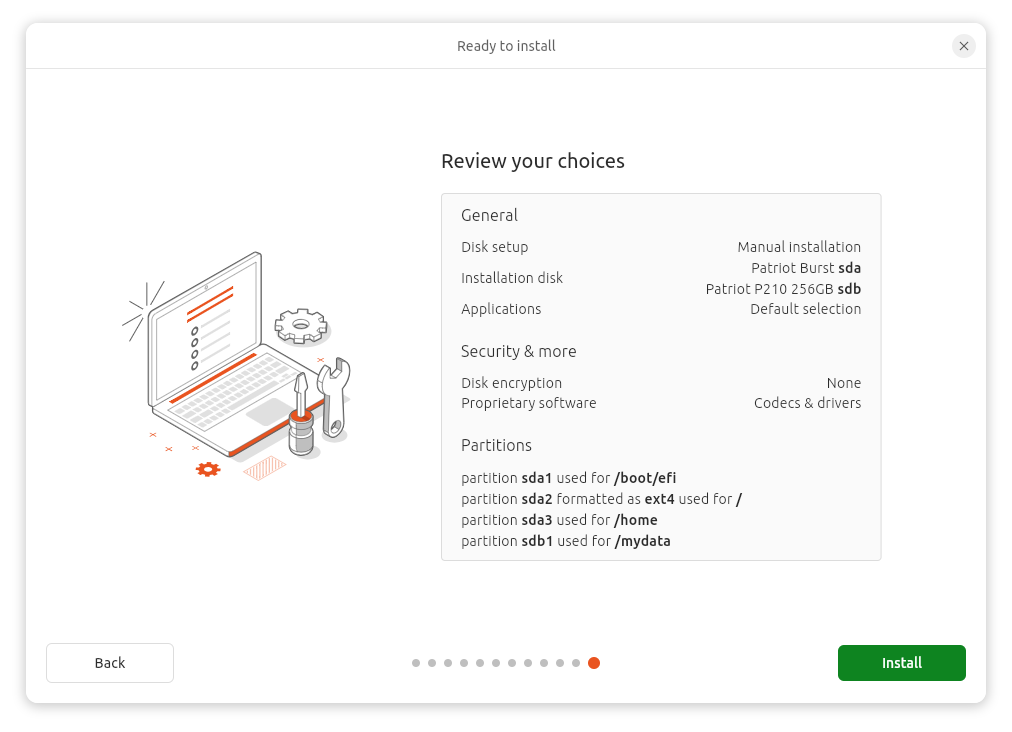 Ready to install
Review your choices
General
Disk setup Manual installation
Installation disk Patriot Burst sda
Patriot P210 256GB sdb
Applications Default selection
Security & more
Disk encryption None
Proprietary software Codecs & drivers
Partitions
partition sda1 used for /boot/efi
partition sda2 formatted as ext4 used for /
partition sda3 used for /home
partition sdb1 used for /mydata
Back
Install